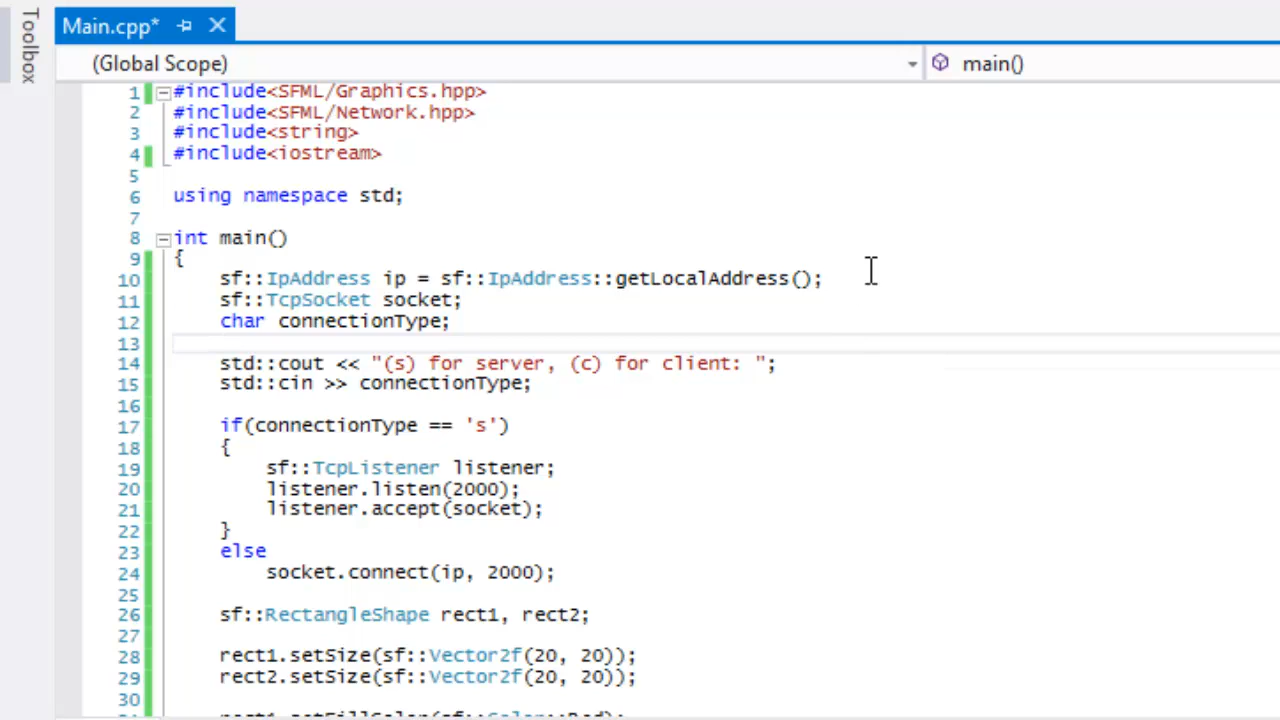 Toolbox
Main.cpp*
(Global Scope)
main()
1 #include<SFML/Graphics.hpp>
2 #include<SFML/Network.hpp>
3 #include<string>
4 #include<iostream>
5
6 using namespace std;
7
8 int main()
9 {
10 sf::IpAddress ip = sf::IpAddress::getLocalAddress();
11 sf::TcpSocket socket;
12 char connectionType;
13
14 std::cout << "(s) for server, (c) for client: ";
15 std::cin >> connectionType;
16
17 if(connectionType == 's')
18 {
19 sf::TcpListener listener;
20 listener.listen(2000);
21 listener.accept(socket);
22 }
23 else
24 socket.connect(ip, 2000);
25
26 sf::RectangleShape rect1, rect2;
27
28 rect1.setSize(sf::Vector2f(20, 20));
29 rect2.setSize(sf::Vector2f(20, 20));
30
rect1.setFillColor(sf::Color::Red);